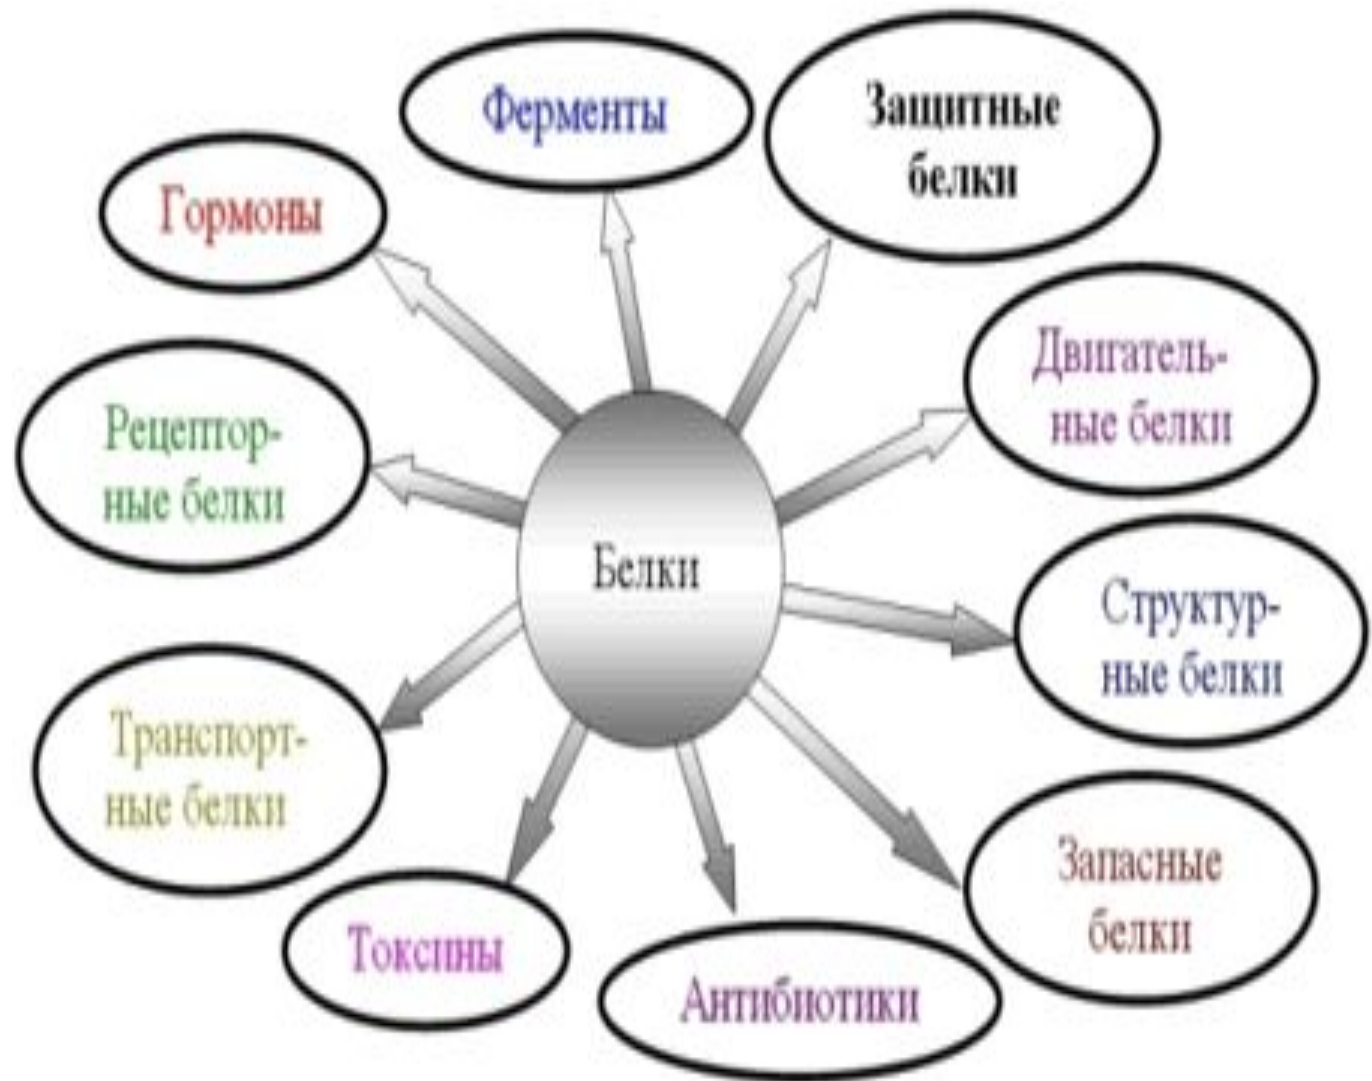 Ферменты
Защитные
белки
Гормоны
Двигатель-
ные белки
Рецептор-
ные белки
Белки
Структур-
ные белки
Транспорт-
ные белки
Запасные
белки
Токсины
Антибиотики